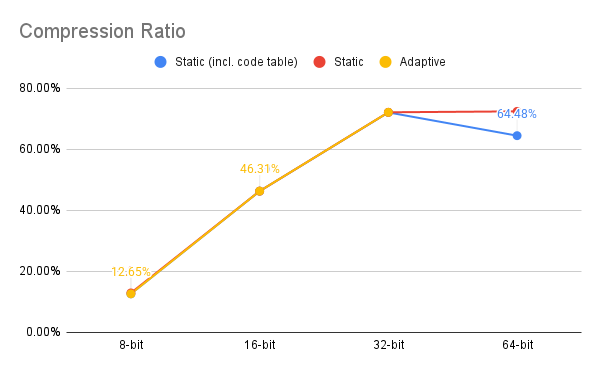 Compression Ratio
Static (incl. code table) Static Adaptive
80.00%
64.48%
60.00%
46.31%
40.00%
20.00%
12.65%
0.00%
8-bit 16-bit 32-bit 64-bit